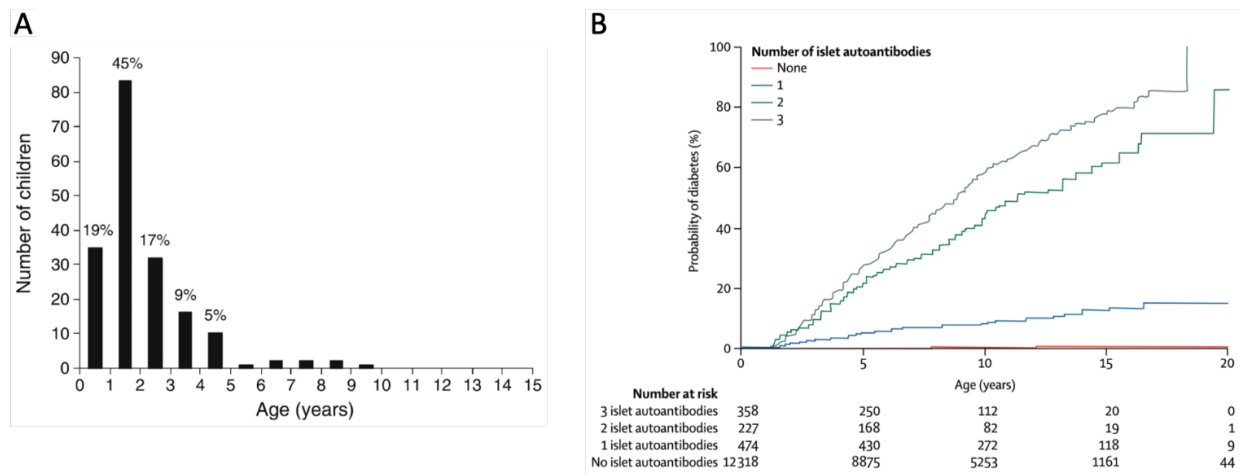 A
90
80
70
60
50
40
30
20
10
0
Number of children
19%
45%
17%
9%
5%
0 1 2 3 4 5 6 7 8 9 10 11 12 13 14 15
Age (years)
B
100
80
60
40
20
0
Probability of diabetes (%)
Number of islet autoantibodies
None
1
2
3
0 5 10 15 20
Age (years)
Number at risk
3 islet autoantibodies 358 250 112 20 0
2 islet autoantibodies 227 168 82 19 1
1 islet autoantibodies 474 430 272 118 9
No islet autoantibodies 12318 8875 5253 1161 44